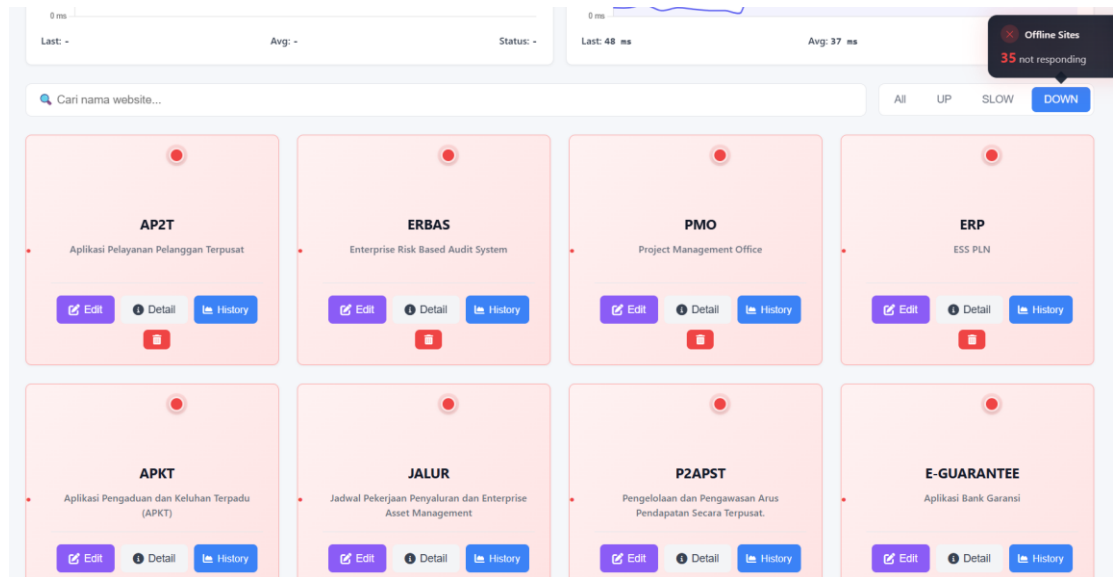 0 ms
0 ms
Last: -
Avg: -
Status: -
Last: 48 ms
Avg: 37 ms
Offline Sites
35 not responding
Cari nama website...
All
UP
SLOW
DOWN
AP2T
Aplikasi Pelayanan Pelanggan Terpusat
Edit
Detail
History
ERBAS
Enterprise Risk Based Audit System
Edit
Detail
History
PMO
Project Management Office
Edit
Detail
History
ERP
ESS PLN
Edit
Detail
History
APKT
Aplikasi Pengaduan dan Keluhan Terpadu
(APKT)
Edit
Detail
History
JALUR
Jadwal Pekerjaan Penyaluran dan Enterprise
Asset Management
Edit
Detail
History
P2APST
Pengelolaan dan Pengawasan Arus
Pendapatan Secara Terpusat.
Edit
Detail
History
E-GUARANTEE
Aplikasi Bank Garansi
Edit
Detail
History